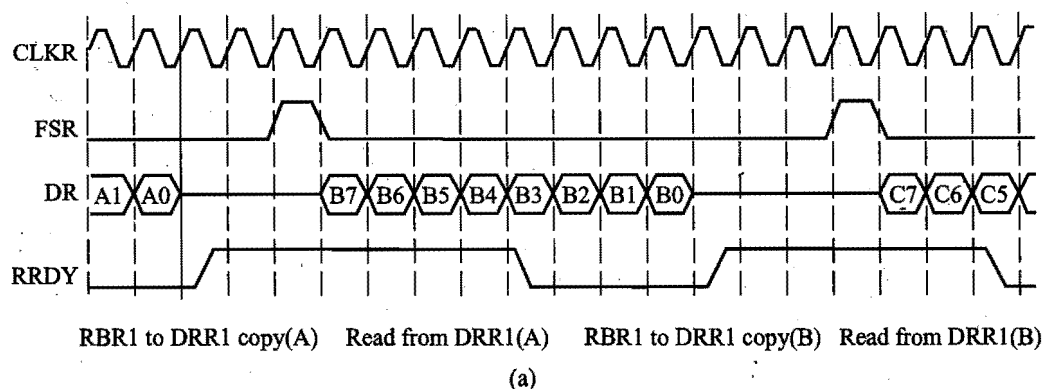 CLKR
FSR
DR A1 A0 B7 B6 B5 B4 B3 B2 B1 B0 C7 C6 C5
RRDY
RBR1 to DRR1 copy(A) Read from DRR1(A) RBR1 to DRR1 copy(B) Read from DRR1(B)
(a)